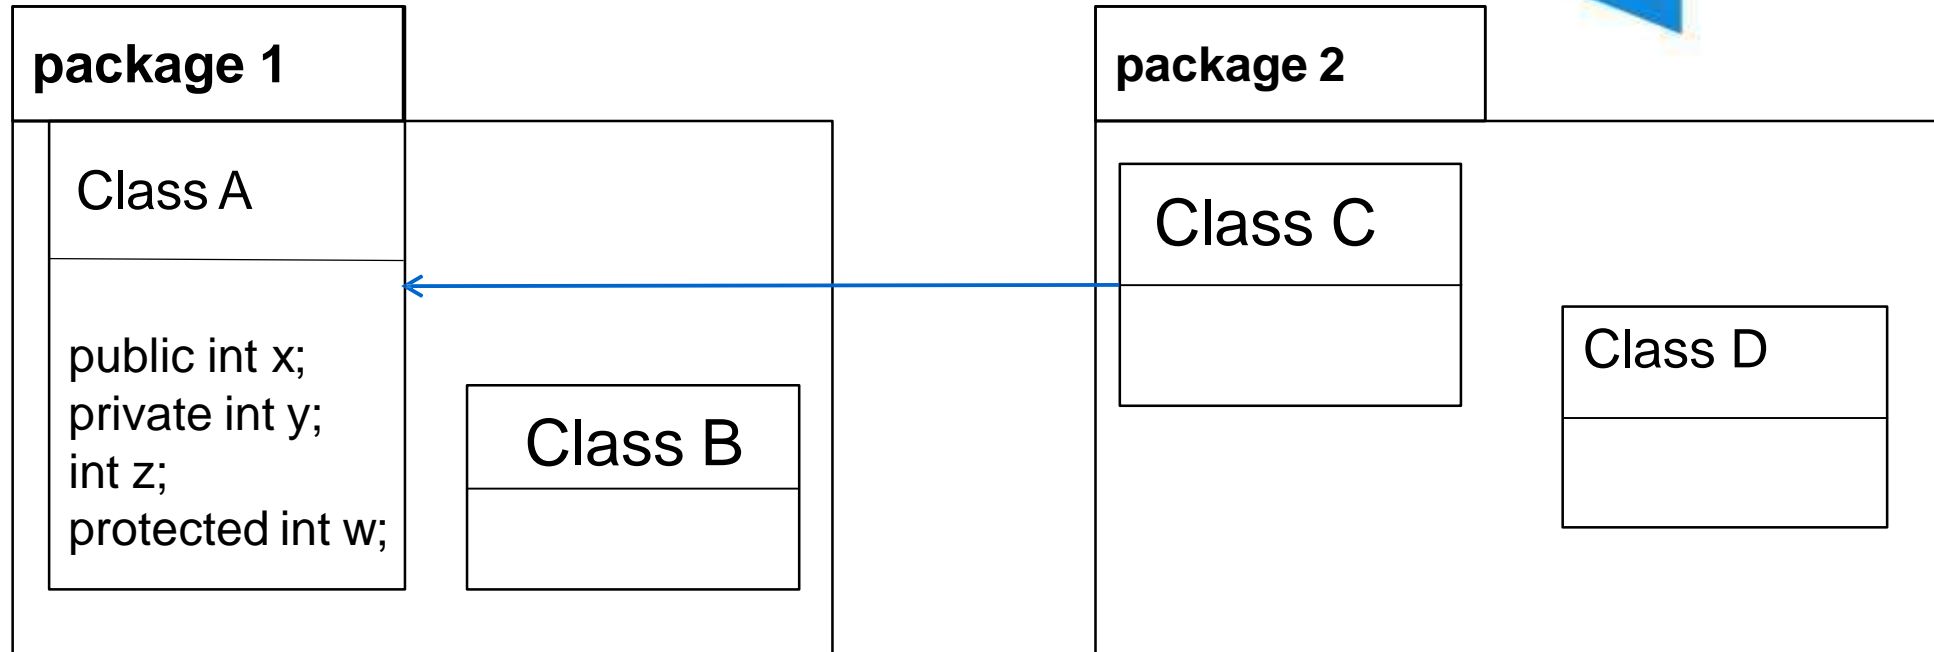 package 1
Class A
public int x;
private int y;
int z;
protected int w;
Class B
package 2
Class C
Class D